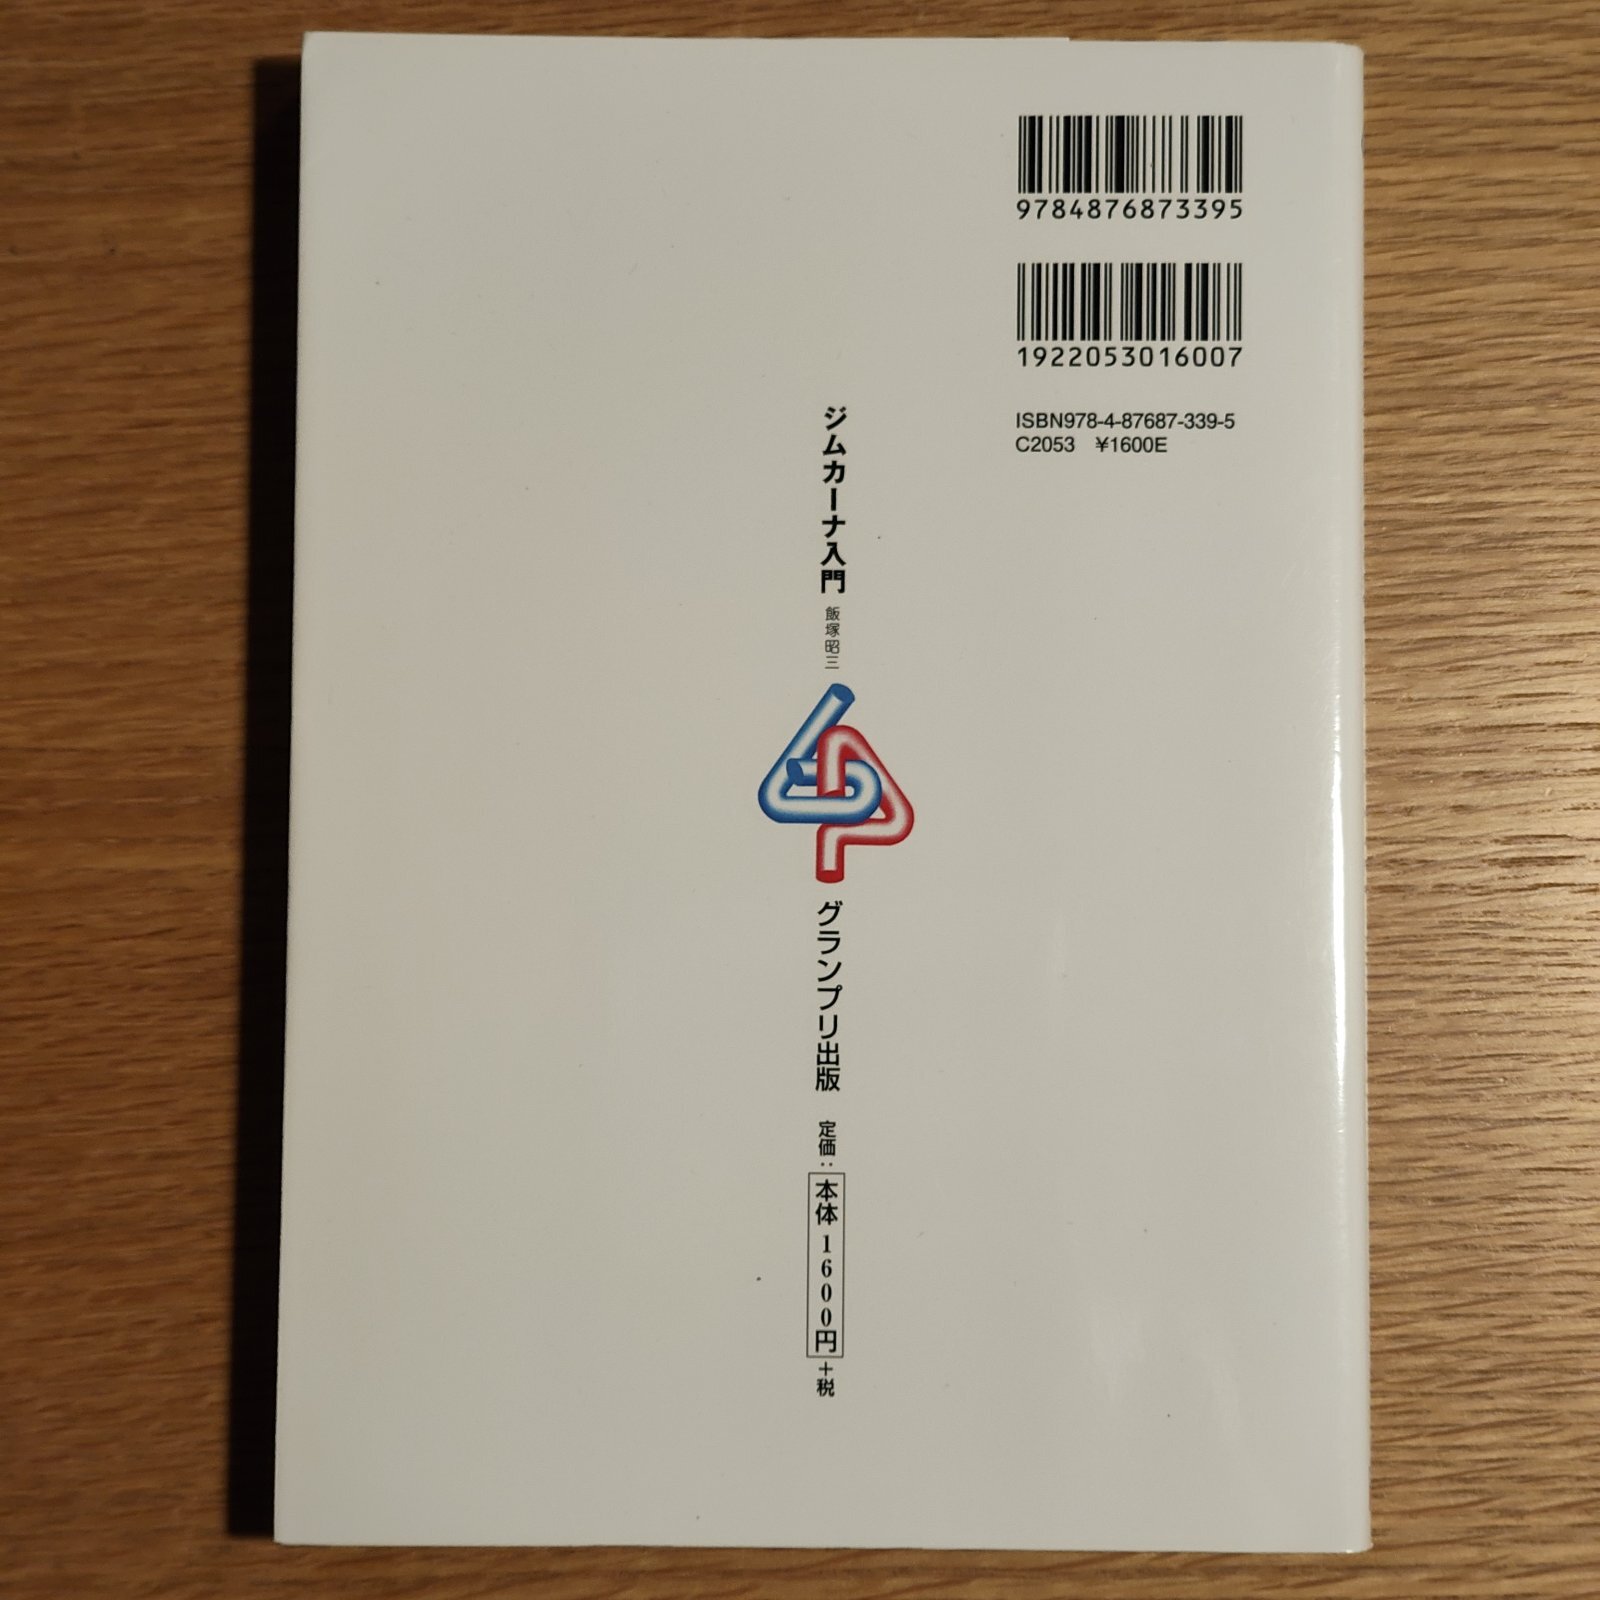 9784876873395
1922053016007
ISBN978-4-87687-339-5
C2053 ¥1600E
ジムカーナ入門
飯塚昭三
グランプリ出版
定価:本体1600円+税